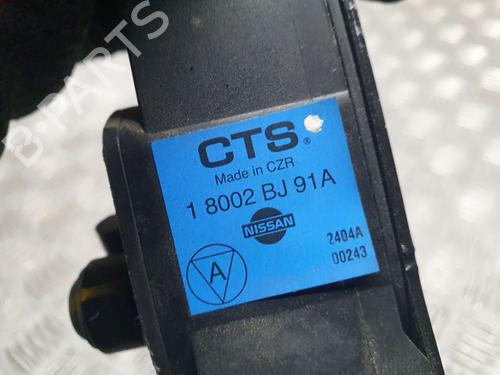 B-PARTS
CTS®
Made in CZR
1 8002 BJ 91A
NISSAN
2404A
00243
A